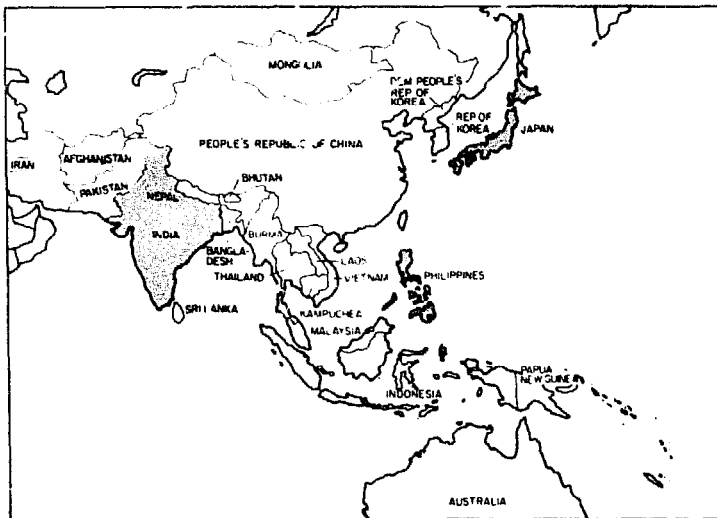 MONGOLIA
DEM PEOPLE'S
REP OF
KOREA
REP OF
KOREA
JAPAN
PEOPLE'S REPUBLIC OF CHINA
IRAN
AFGHANISTAN
PAKISTAN
NEPAL
BHUTAN
INDIA
BURMA
BANGLA-
DESH
LAOS
THAILAND
VIETNAM
PHILIPPINES
SRI LANKA
KAMPUCHEA
MALAYSIA
PAPUA
NEW GUINEA
INDONESIA
AUSTRALIA